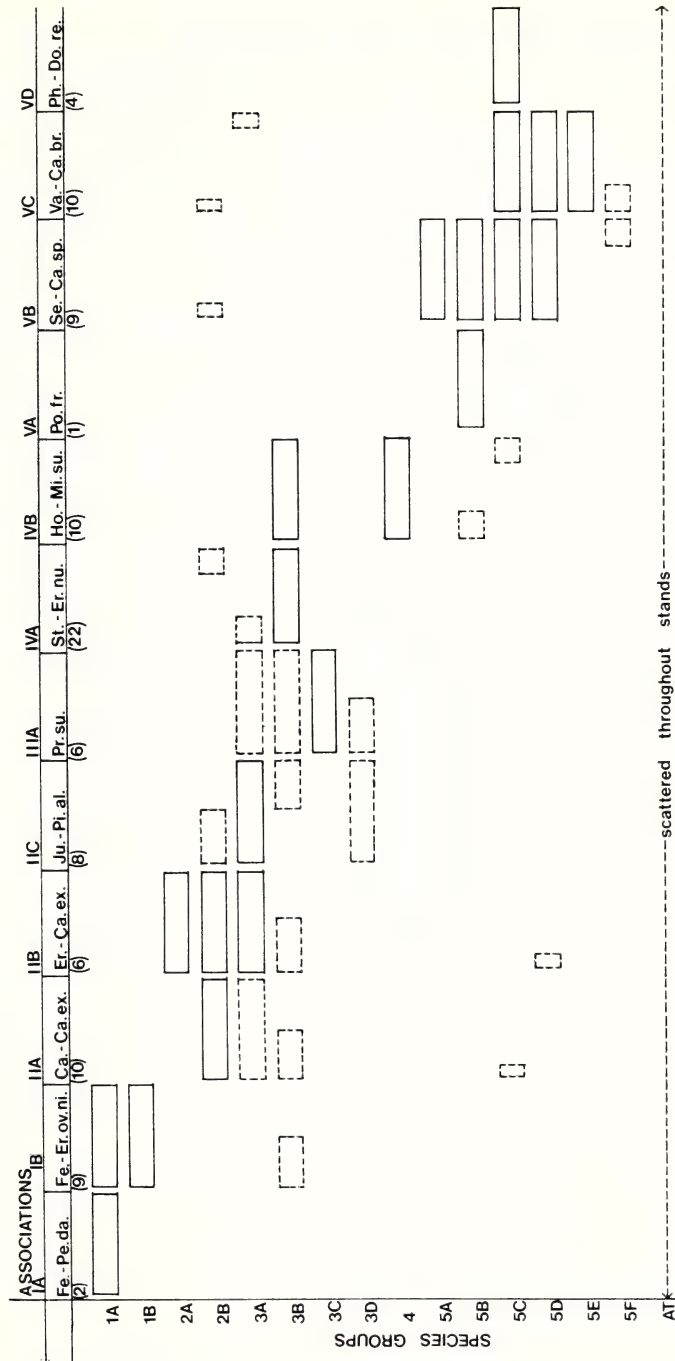 ASSOCIATIONS
IA IB IIA IIB IIC IIIA IVA IVB VA VB VC VD
Fe.-Pe.da. Fe.-Er.ov.ni. Ca.-Ca.ex. Er.-Ca.ex. Ju.-Pi.al. Pr.su. St.-Er.nu. Ho.-Mi.su. Po.fr. Se.-Ca.sp. Va.-Ca.br. Ph.-Do.re.
(2) (9) (10) (6) (8) (6) (22) (10) (1) (9) (10) (4)
SPECIES GROUPS
1A
1B
2A
2B
3A
3B
3C
3D
4
5A
5B
5C
5D
5E
5F
AT scattered throughout stands